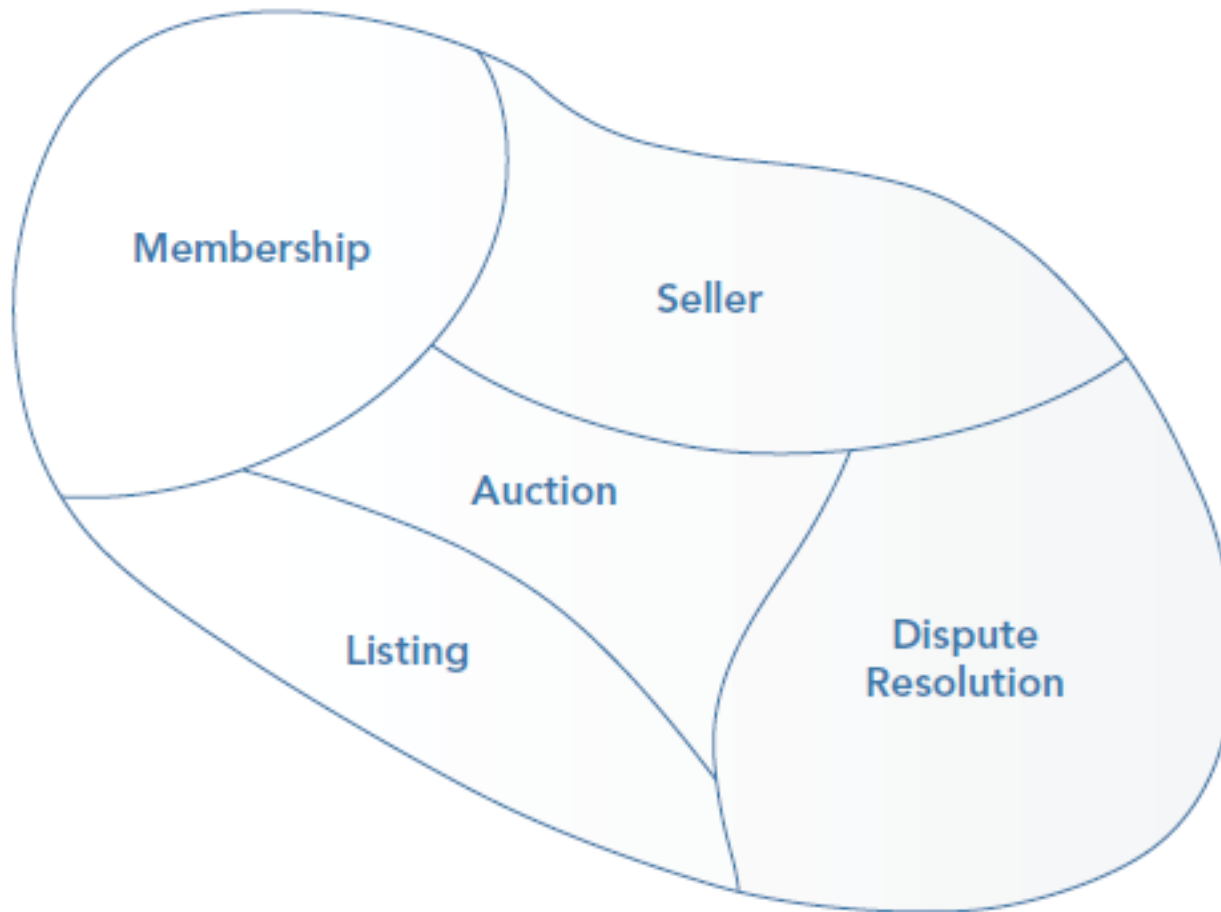 Membership
Seller
Auction
Listing
Dispute
Resolution